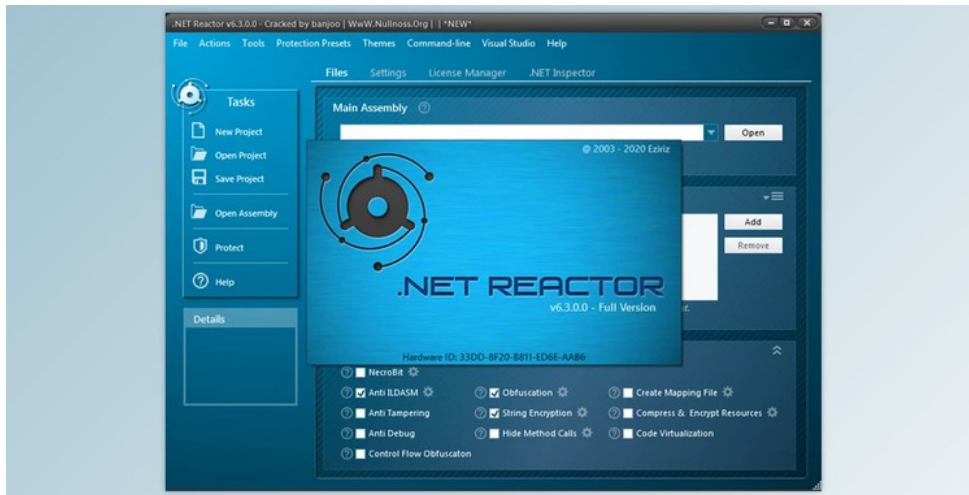 .NET Reactor v6.3.0.0 - Cracked by banjoo | WwW.Nullnoss.Org | | *NEW*
File Actions Tools Protection Presets Themes Command-line Visual Studio Help
Files Settings License Manager .NET Inspector
Tasks
New Project
Open Project
Save Project
Open Assembly
Protect
Help
Details
Main Assembly
Open
Add
Remove
© 2003 - 2020 Eziriz
.NET REACTOR
v6.3.0.0 - Full Version
Hardware ID: 33DD-8F20-B811-ED6E-AAB6
NecroBit
Anti ILDASM Obfuscation Create Mapping File
Anti Tampering String Encryption Compress & Encrypt Resources
Anti Debug Hide Method Calls Code Virtualization
Control Flow Obfuscaton